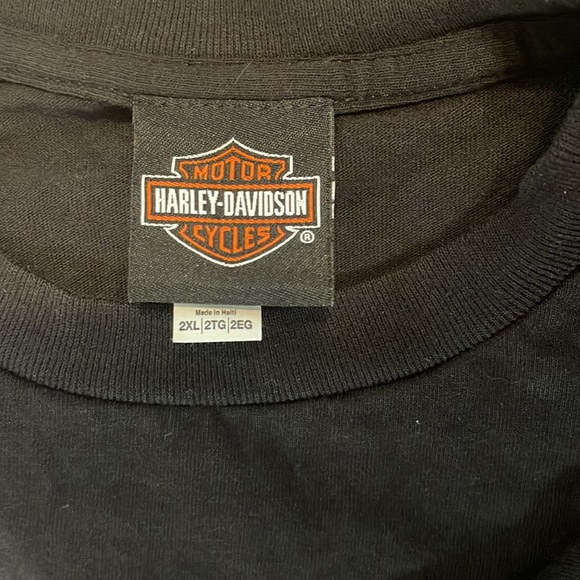 MOTOR
HARLEY-DAVIDSON
CYCLES
®
Made in Haiti
2XL|2TG|2EG